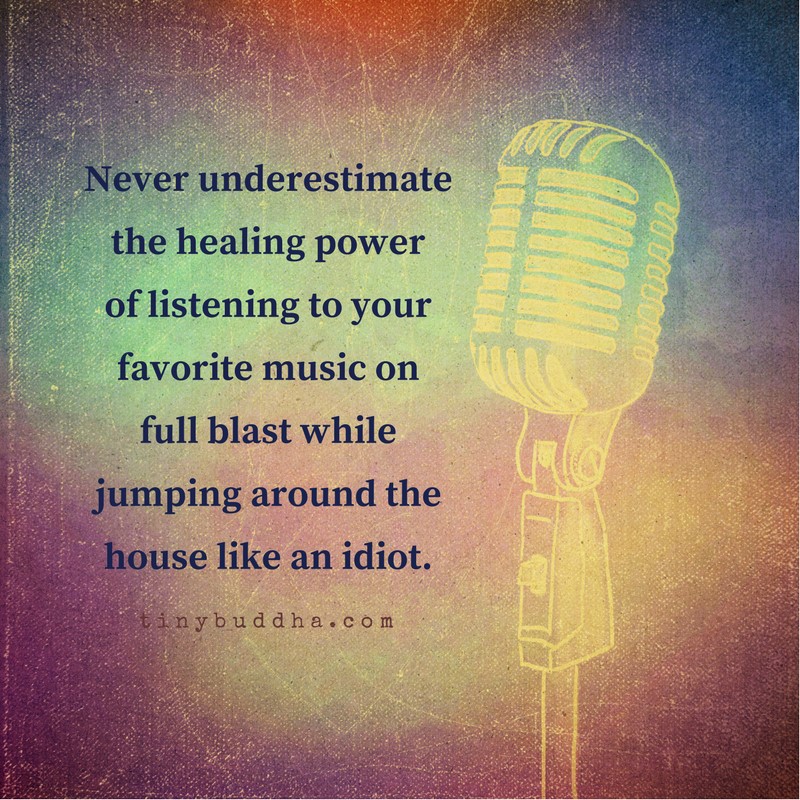 Never underestimate
the healing power
of listening to your
favorite music on
full blast while
jumping around the
house like an idiot.
tinybuddha.com